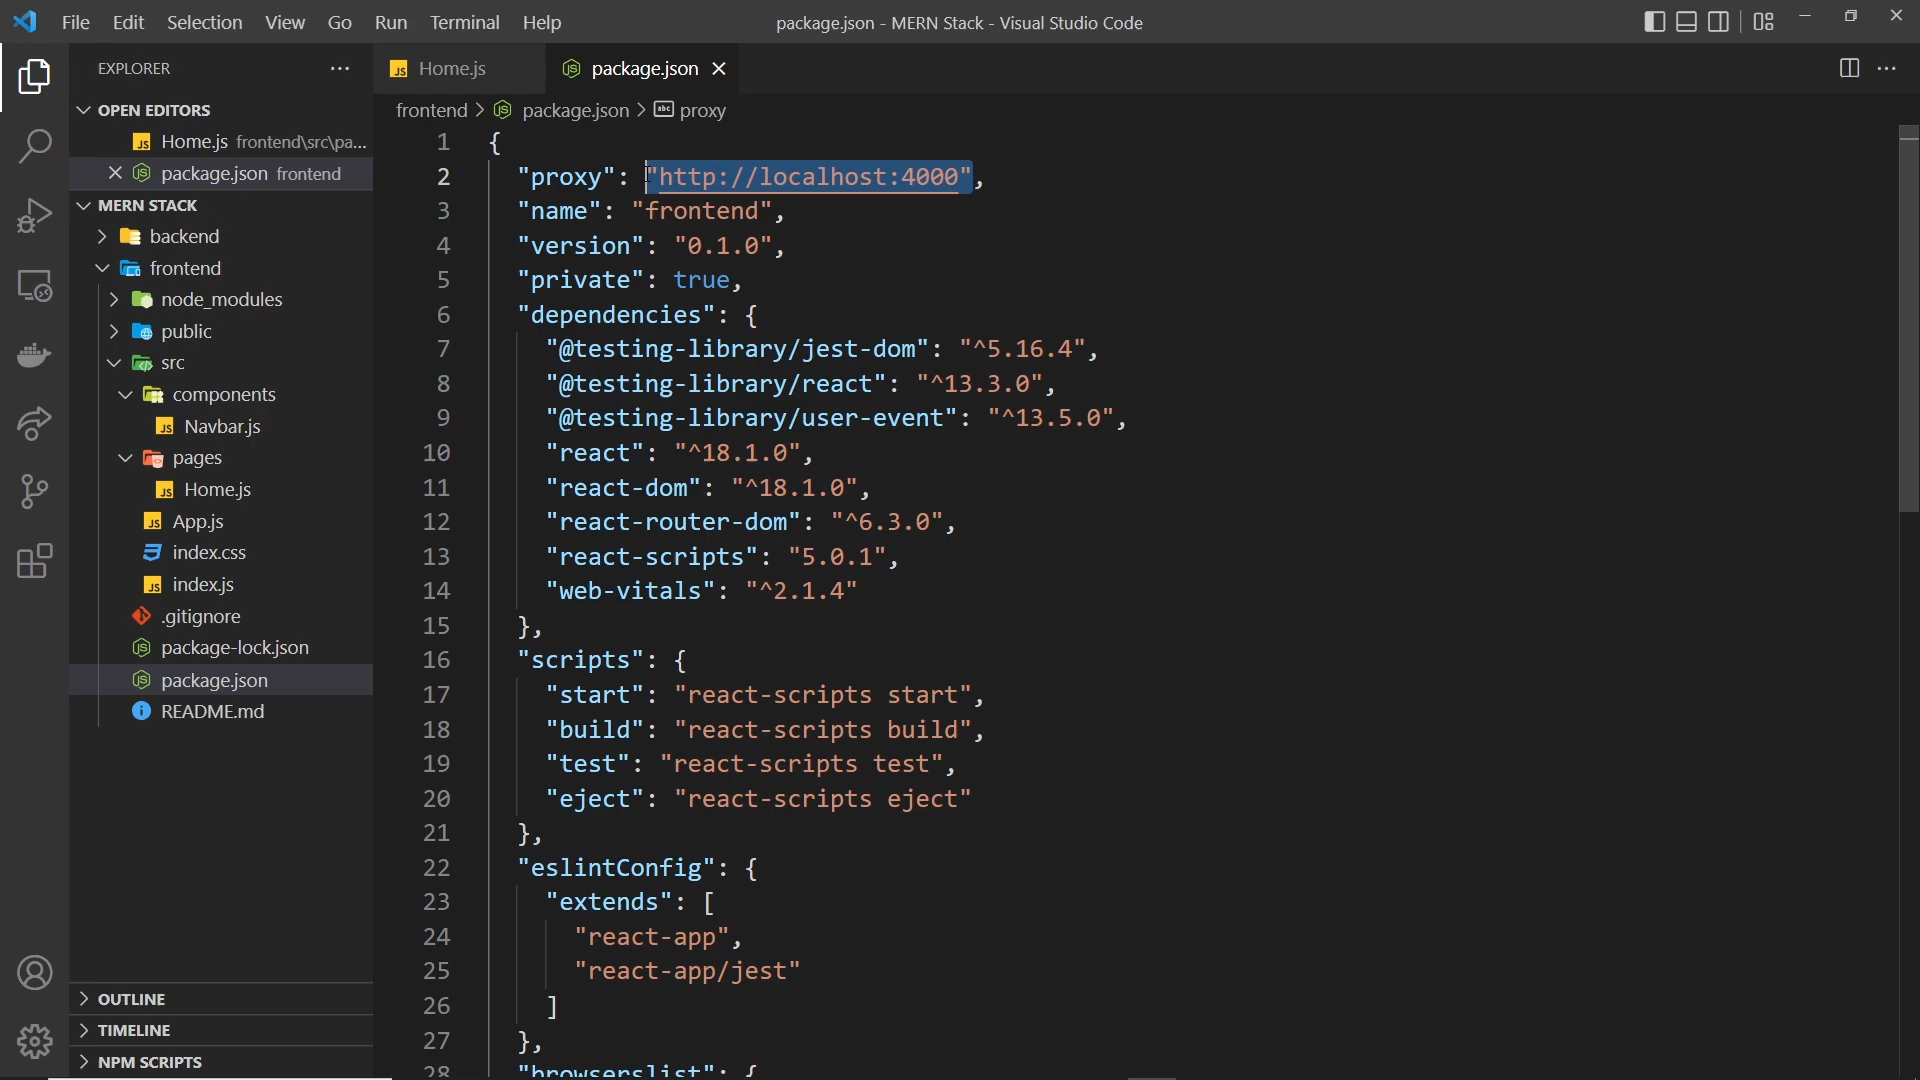 File Edit Selection View Go Run Terminal Help
package.json - MERN Stack - Visual Studio Code
EXPLORER
OPEN EDITORS
Home.js frontend\src\pa...
package.json frontend
MERN STACK
backend
frontend
node_modules
public
src
components
Navbar.js
pages
Home.js
App.js
index.css
index.js
.gitignore
package-lock.json
package.json
README.md
OUTLINE
TIMELINE
NPM SCRIPTS
Home.js
package.json
frontend > package.json > proxy
1 {
2 "proxy": "http://localhost:4000",
3 "name": "frontend",
4 "version": "0.1.0",
5 "private": true,
6 "dependencies": {
7 "@testing-library/jest-dom": "^5.16.4",
8 "@testing-library/react": "^13.3.0",
9 "@testing-library/user-event": "^13.5.0",
10 "react": "^18.1.0",
11 "react-dom": "^18.1.0",
12 "react-router-dom": "^6.3.0",
13 "react-scripts": "5.0.1",
14 "web-vitals": "^2.1.4"
15 },
16 "scripts": {
17 "start": "react-scripts start",
18 "build": "react-scripts build",
19 "test": "react-scripts test",
20 "eject": "react-scripts eject"
21 },
22 "eslintConfig": {
23 "extends": [
24 "react-app",
25 "react-app/jest"
26 ]
27 },
28 "browserslist": {